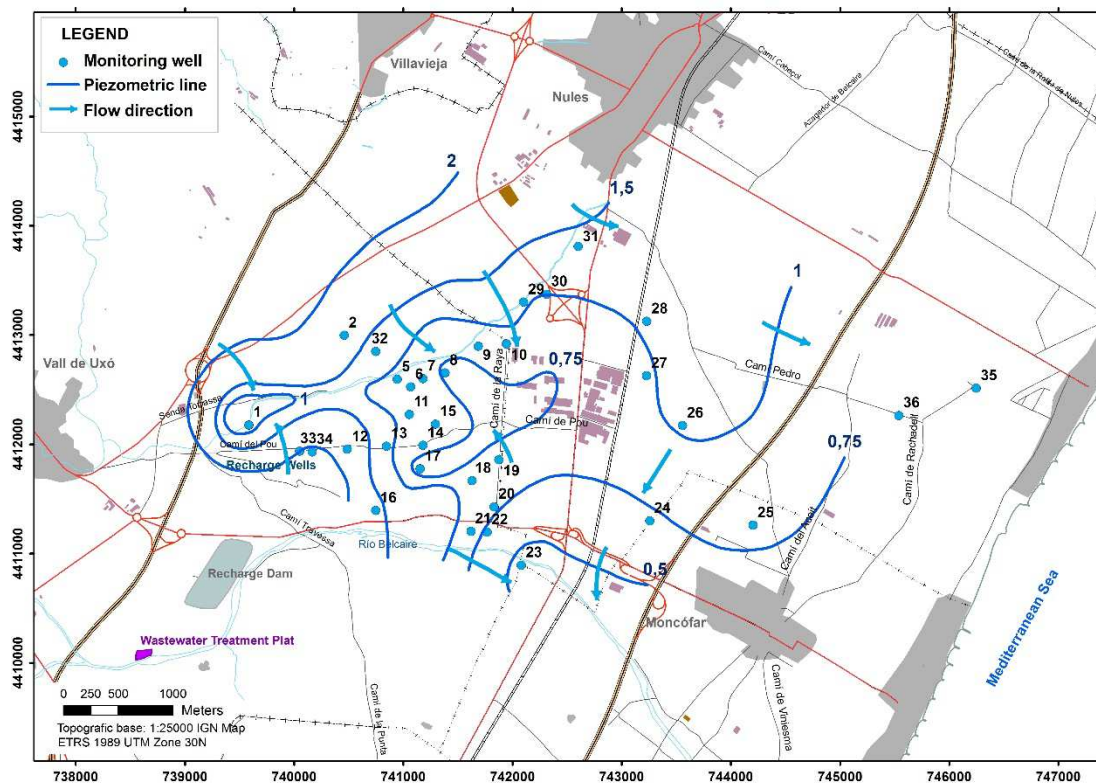 LEGEND
Monitoring well
Piezometric line
Flow direction
Villavieja
Nules
Camí Cabeçol
Azagador de Belcaire
2
1,5
31
1
30
29
28
2
32
Vall de Uxó
9
10
8
7
5
6
0,75
27
Camí Pedro
35
36
Senda Torrassa
1
1
11
15
Camí de la Raya
Camí de Pou
26
Camí de Rachadell
0,75
Camí del Pou
33
34
12
13
14
Recharge Wells
17
18
19
16
20
24
25
21
22
Camí Travessa
Río Belcaire
23
0,5
Recharge Dam
Moncófar
Mediterranean Sea
Wastewater Treatment Plat
Camí de la Punta
Camí de Viniesma
0 250 500 1000
Meters
Topografic base: 1:25000 IGN Map
ETRS 1989 UTM Zone 30N
4415000
4414000
4413000
4412000
4411000
4410000
738000 739000 740000 741000 742000 743000 744000 745000 746000 747000